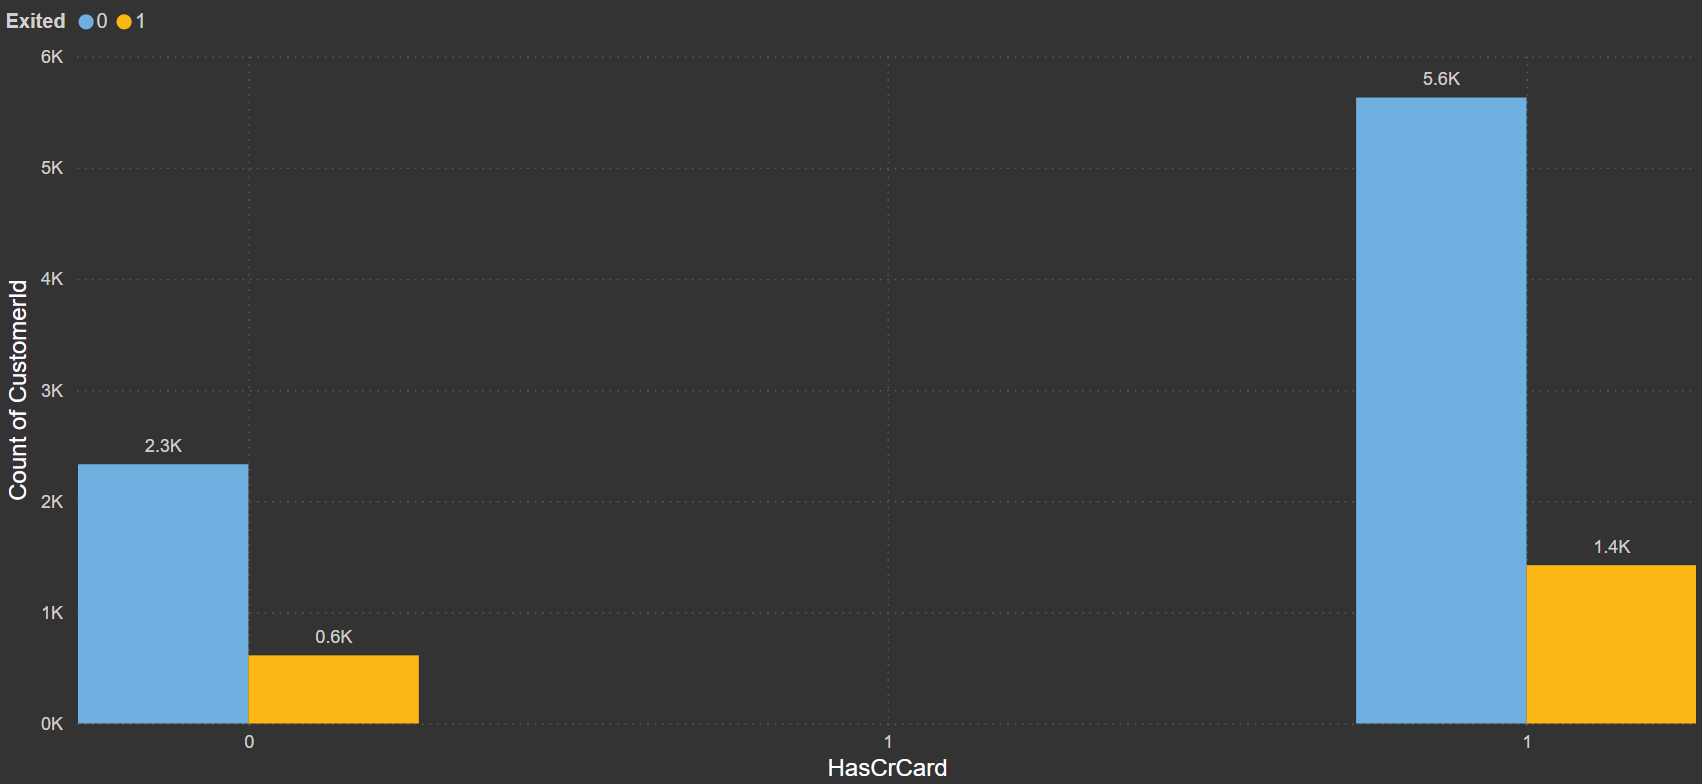 Exited 0 1
6K
5.6K
5K
4K
3K
2.3K
2K
1.4K
1K
0.6K
0K
0 1 1
HasCrCard
Count of CustomerId